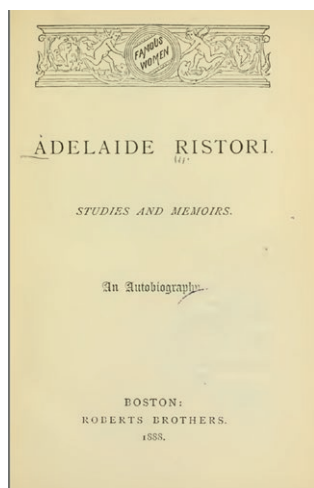 FAMOUS
WOMEN
ADELAIDE RISTORI.
STUDIES AND MEMOIRS.
An Autobiography.
BOSTON:
ROBERTS BROTHERS.
1888.